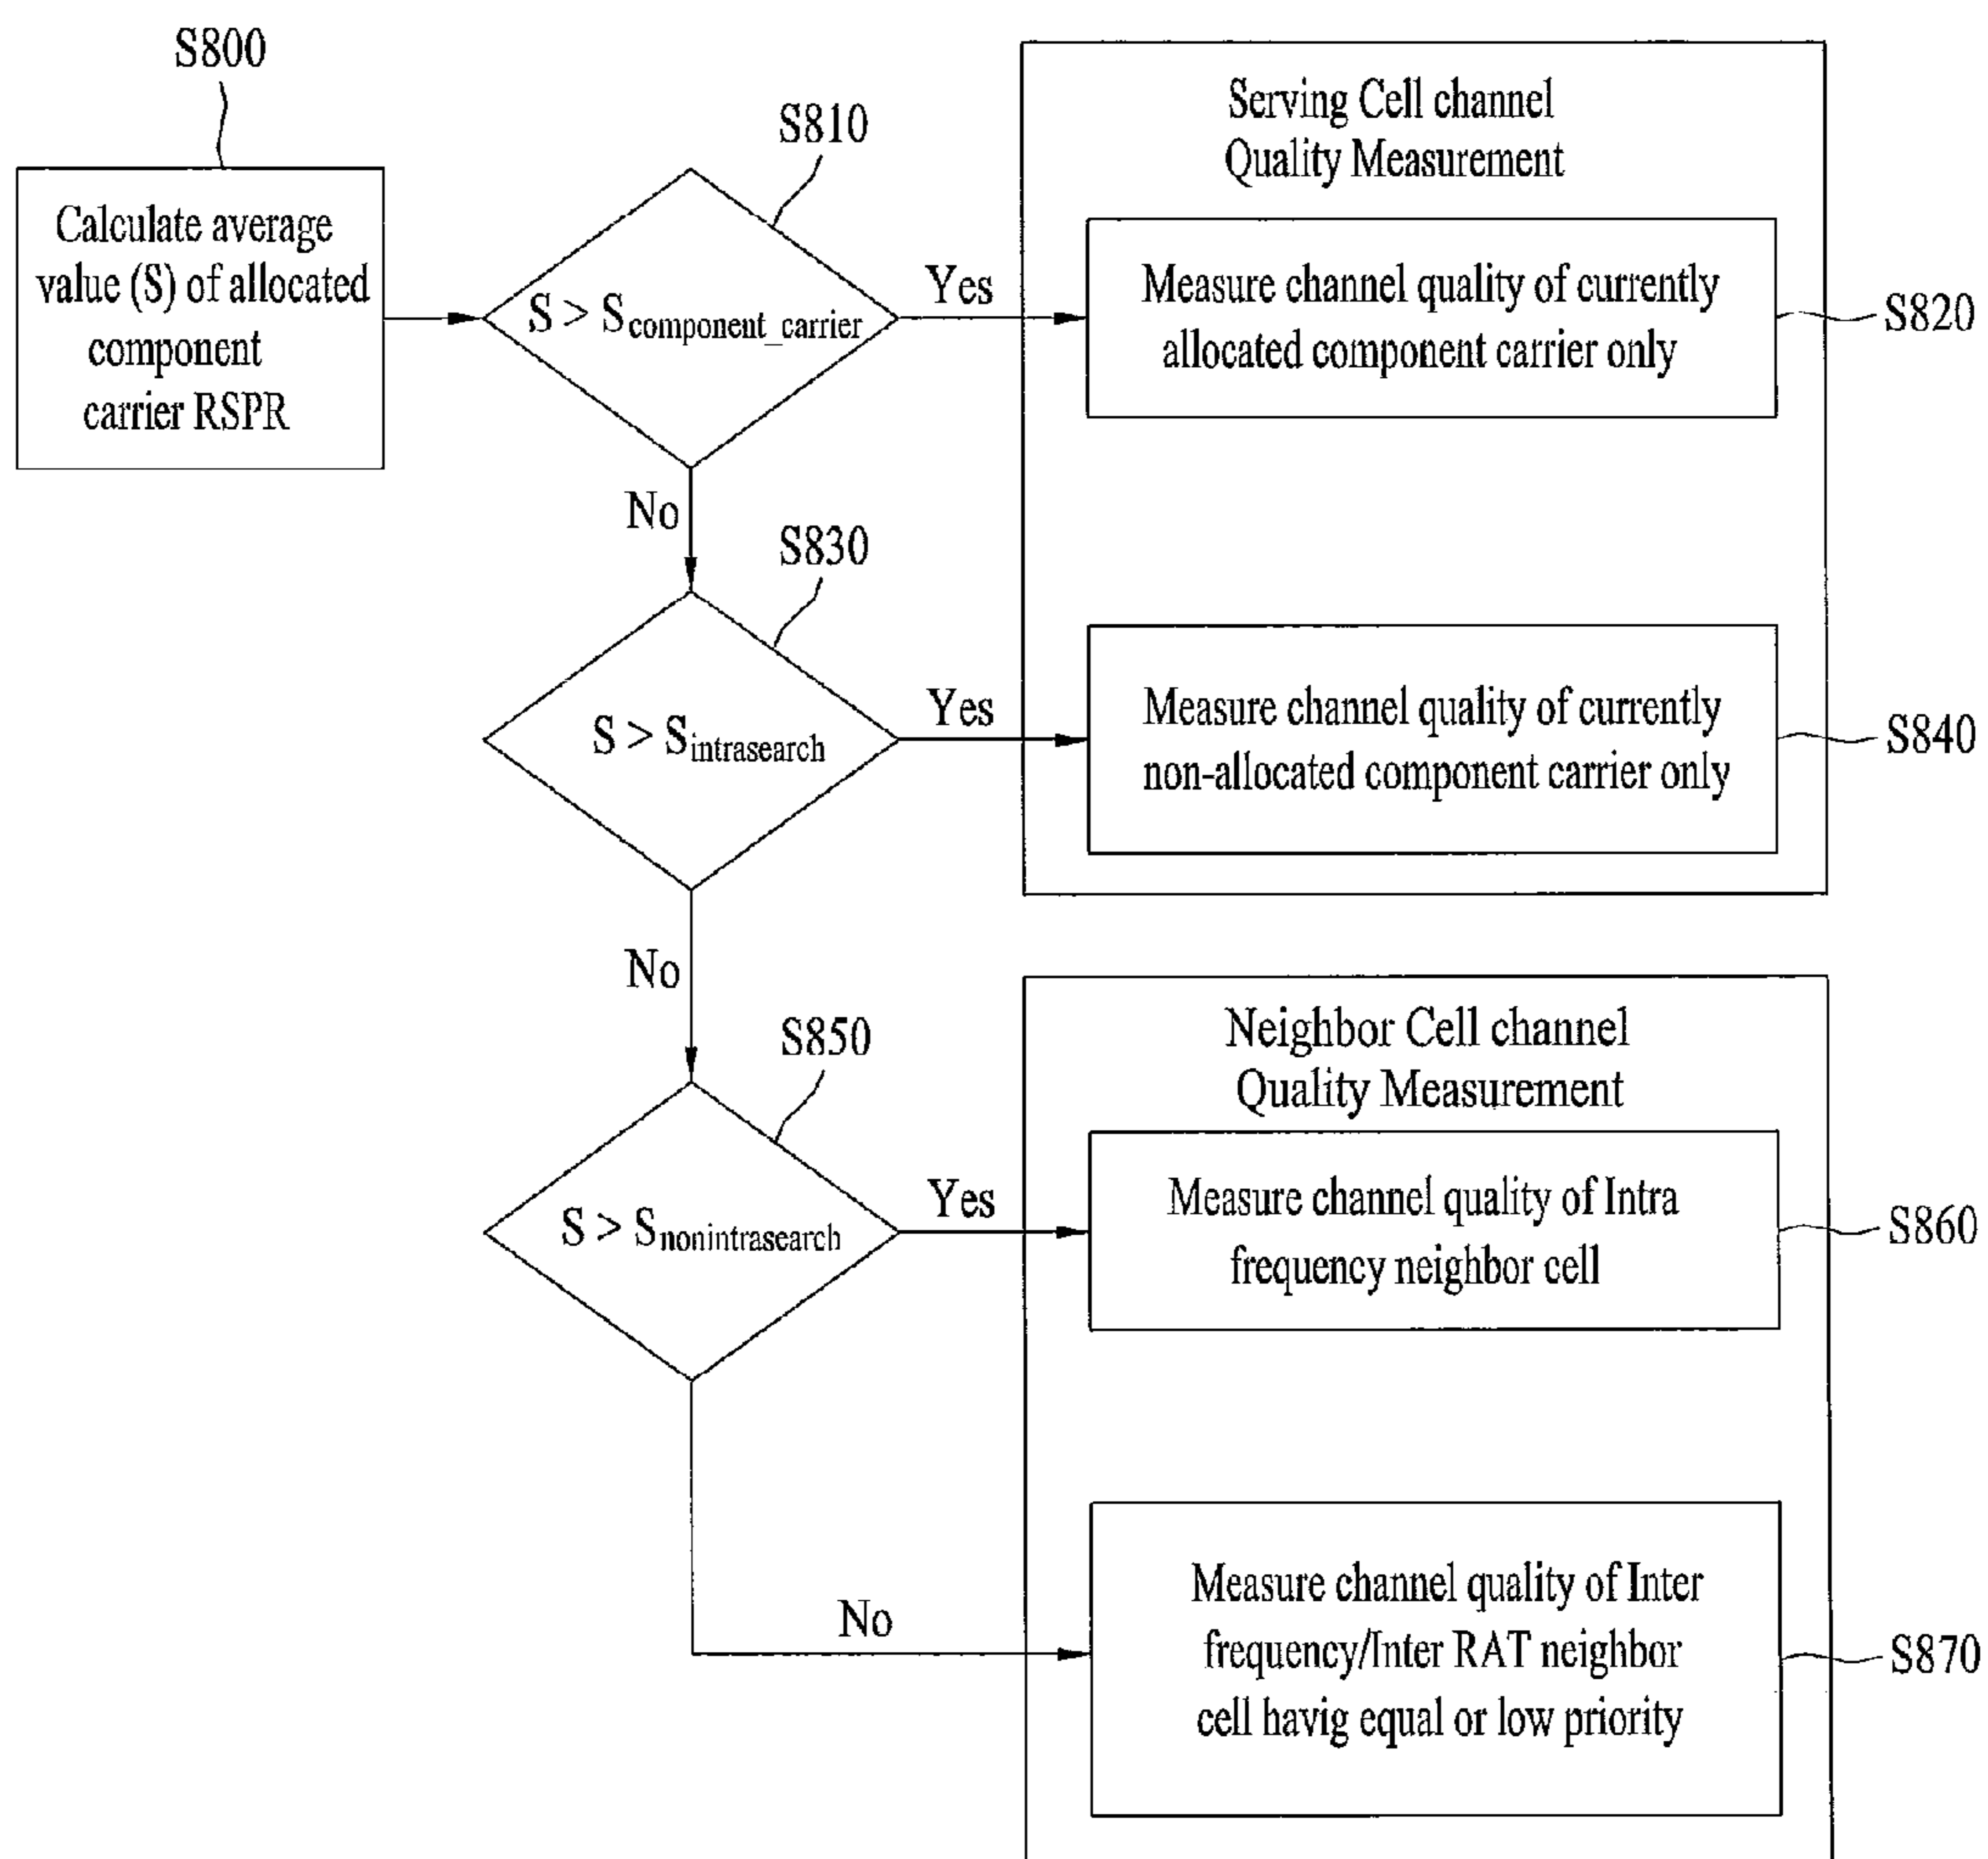 S800
Calculate average
value (S) of allocated
component
carrier RSPR
S810
S > Scomponent_carrier
Yes
No
Serving Cell channel
Quality Measurement
Measure channel quality of currently
allocated component carrier only
S820
S830
S > Sintrasearch
Yes
No
Measure channel quality of currently
non-allocated component carrier only
S840
S850
S > Snonintrasearch
Yes
No
Neighbor Cell channel
Quality Measurement
Measure channel quality of Intra
frequency neighbor cell
S860
Measure channel quality of Inter
frequency/Inter RAT neighbor
cell havig equal or low priority
S870